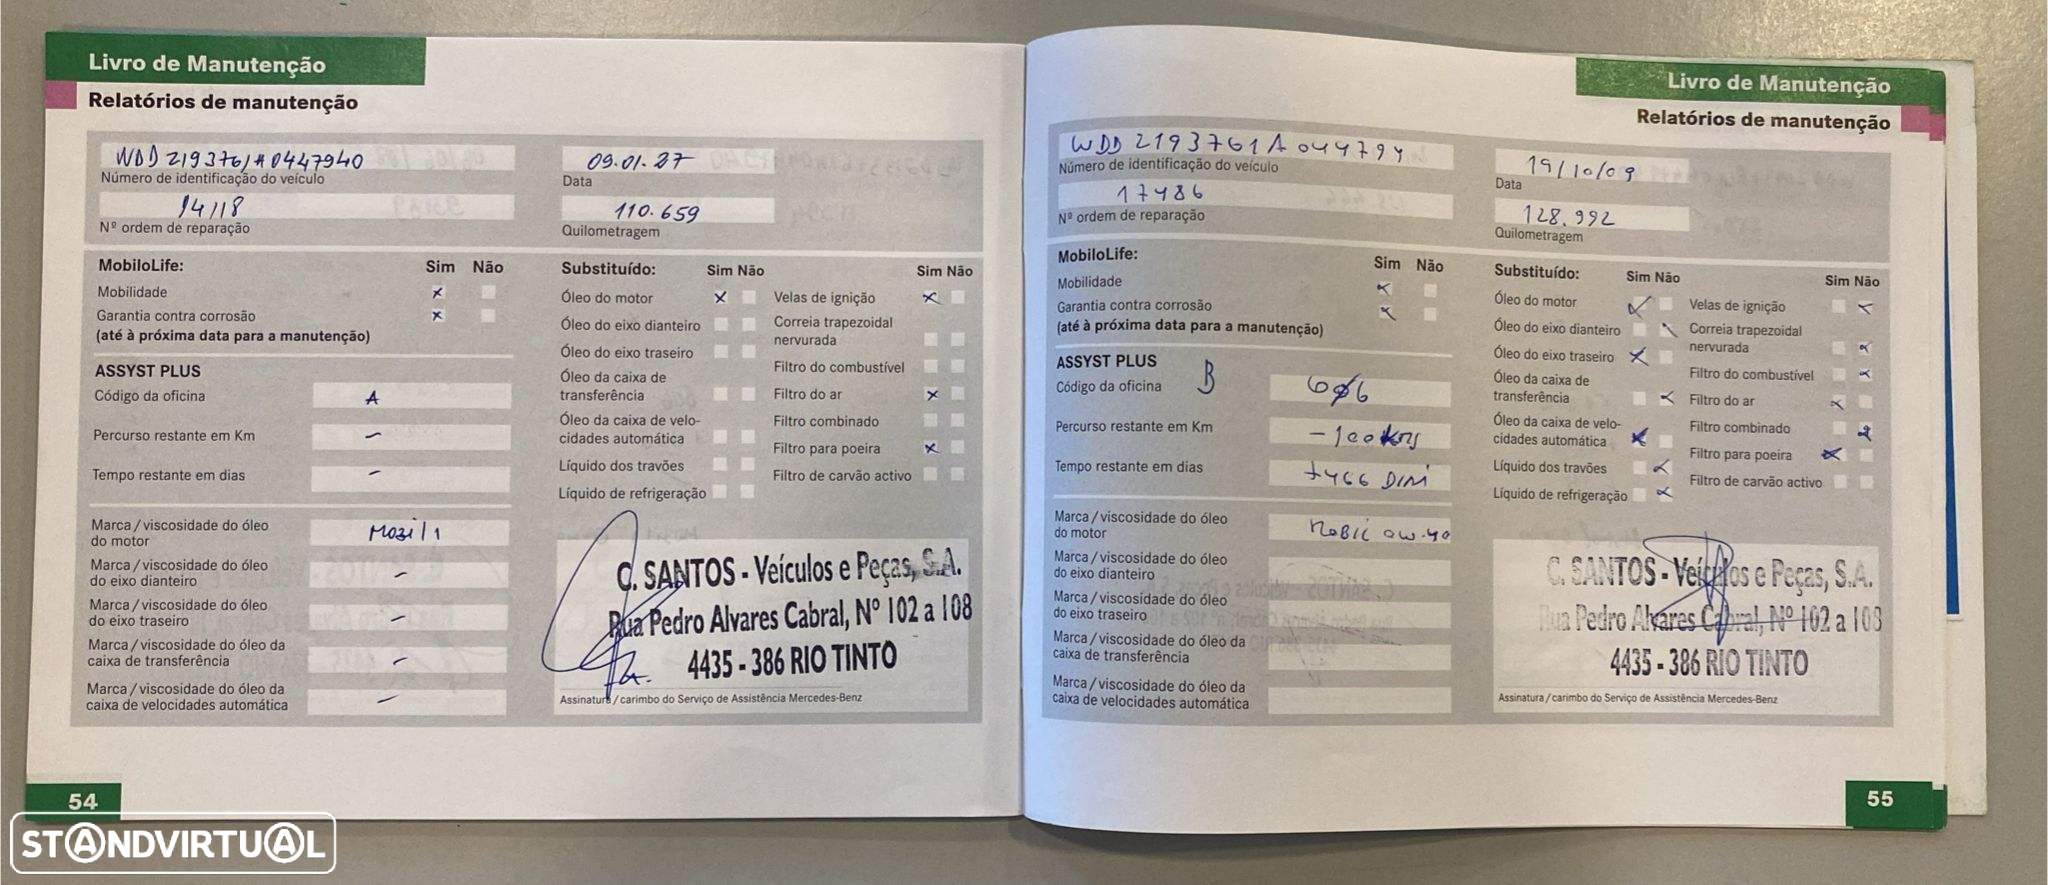 Livro de Manutenção
Relatórios de manutenção
WDD2193761A0447940
Número de identificação do veículo
09.01.27
Data
14118
Nº ordem de reparação
110.659
Quilometragem
MobiloLife: Sim Não
Mobilidade x
Garantia contra corrosão x
(até à próxima data para a manutenção)
ASSYST PLUS
Código da oficina A
Percurso restante em Km –
Tempo restante em dias –
Marca/viscosidade do óleo
do motor Mobil 1
Marca/viscosidade do óleo
do eixo dianteiro –
Marca/viscosidade do óleo
do eixo traseiro –
Marca/viscosidade do óleo da
caixa de transferência –
Marca/viscosidade do óleo da
caixa de velocidades automática –
Substituído: Sim Não Sim Não
Óleo do motor x
Óleo do eixo dianteiro
Óleo do eixo traseiro
Óleo da caixa de
transferência
Óleo da caixa de velo-
cidades automática
Líquido dos travões
Líquido de refrigeração
Velas de ignição x
Correia trapezoidal
nervurada
Filtro do combustível
Filtro do ar x
Filtro combinado
Filtro para poeira x
Filtro de carvão activo
C. SANTOS - Veículos e Peças, S.A.
Rua Pedro Alvares Cabral, Nº 102 a 108
4435 - 386 RIO TINTO
Assinatura/carimbo do Serviço de Assistência Mercedes-Benz
54
STANDVIRTUAL
Livro de Manutenção
Relatórios de manutenção
WDD2193761A044794
Número de identificação do veículo
19/10/09
Data
17486
Nº ordem de reparação
128.992
Quilometragem
MobiloLife: Sim Não
Mobilidade x
Garantia contra corrosão x
(até à próxima data para a manutenção)
ASSYST PLUS
Código da oficina B 606
Percurso restante em Km -100 kms
Tempo restante em dias +466
Marca/viscosidade do óleo
do motor Mobil 0W-40
Marca/viscosidade do óleo
do eixo dianteiro
Marca/viscosidade do óleo
do eixo traseiro
Marca/viscosidade do óleo da
caixa de transferência
Marca/viscosidade do óleo da
caixa de velocidades automática
Substituído: Sim Não Sim Não
Óleo do motor x
Óleo do eixo dianteiro x
Óleo do eixo traseiro x
Óleo da caixa de
transferência x
Óleo da caixa de velo-
cidades automática x
Líquido dos travões x
Líquido de refrigeração x
Velas de ignição x
Correia trapezoidal
nervurada x
Filtro do combustível x
Filtro do ar x
Filtro combinado x
Filtro para poeira x
Filtro de carvão activo
C. SANTOS - Veículos e Peças, S.A.
Rua Pedro Alvares Cabral, Nº 102 a 108
4435 - 386 RIO TINTO
Assinatura/carimbo do Serviço de Assistência Mercedes-Benz
55